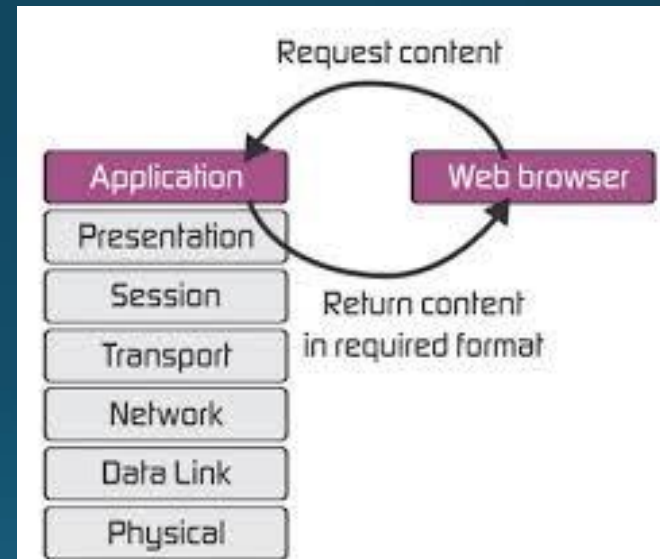 Request content
Application
Web browser
Presentation
Session
Return content
in required format
Transport
Network
Data Link
Physical